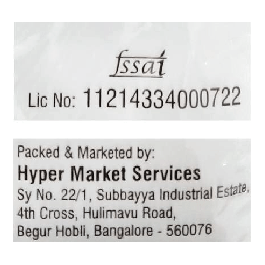 fssai
Lic No: 11214334000722
Packed & Marketed by:
Hyper Market Services
Sy No. 22/1, Subbayya Industrial Estate,
4th Cross, Hulimavu Road,
Begur Hobli, Bangalore - 560076